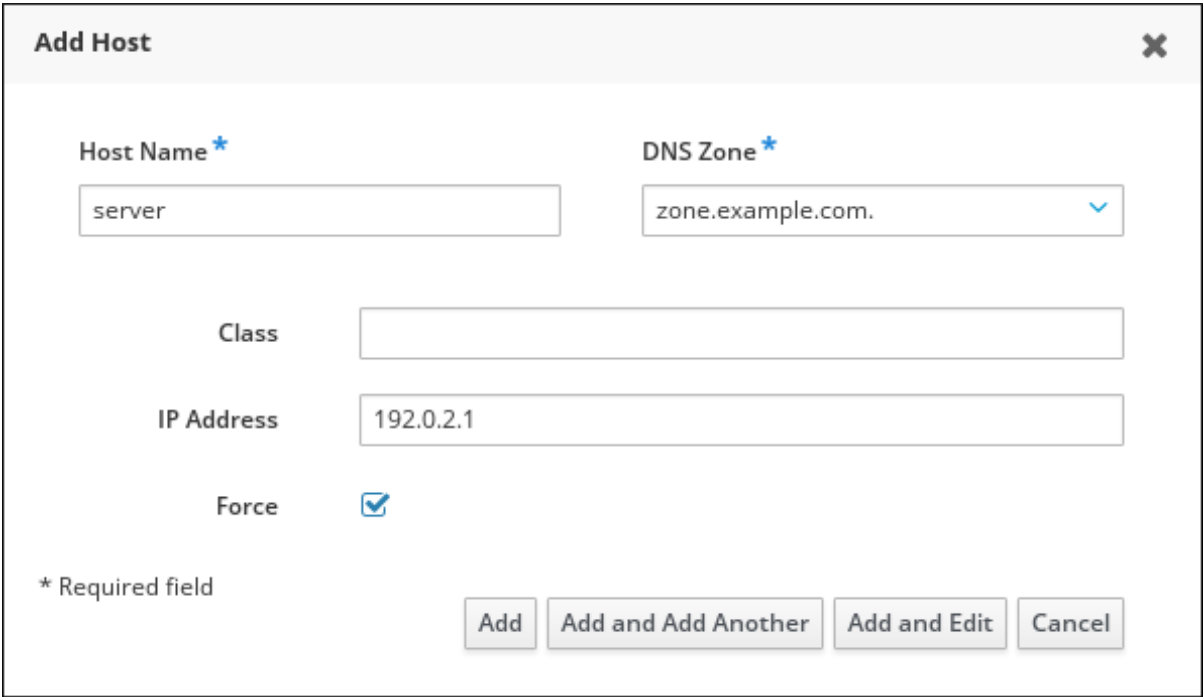 Add Host
Host Name* DNS Zone*
server zone.example.com.
Class
IP Address 192.0.2.1
Force
* Required field
Add Add and Add Another Add and Edit Cancel